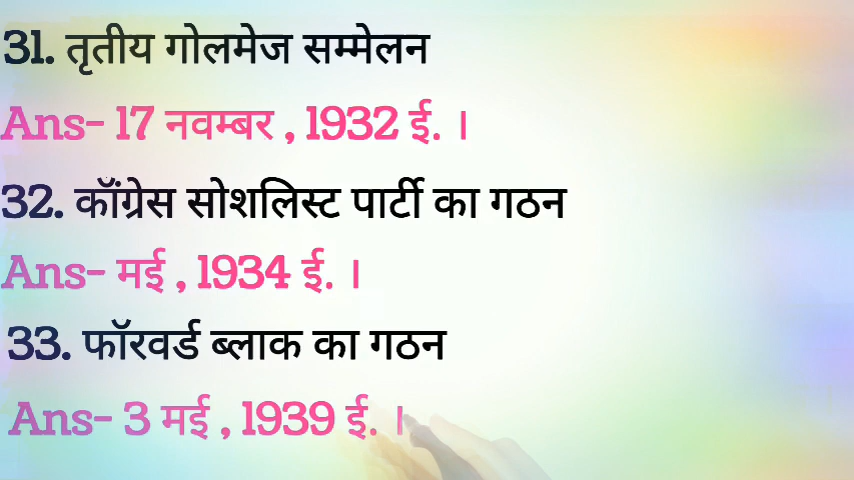 31. तृतीय गोलमेज सम्मेलन
Ans- 17 नवम्बर , 1932 ई. ।
32. कॉंग्रेस सोशलिस्ट पार्टी का गठन
Ans- मई , 1934 ई. ।
33. फॉरवर्ड ब्लाक का गठन
Ans- 3 मई , 1939 ई. ।